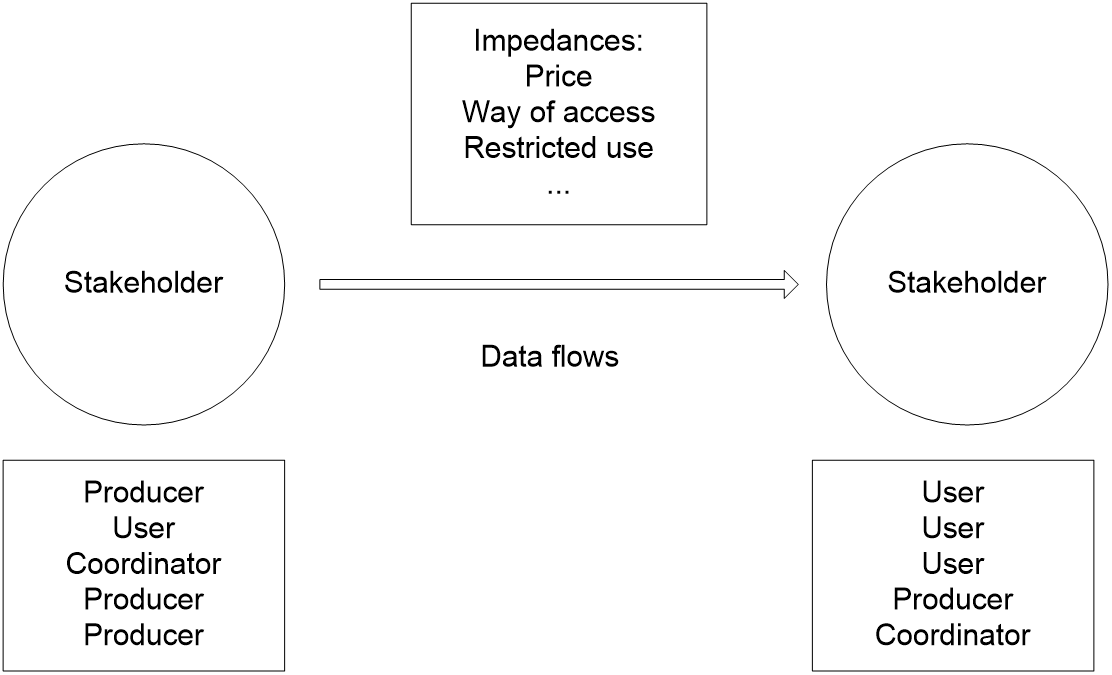 Impedances:
Price
Way of access
Restricted use
...
Stakeholder
Stakeholder
Data flows
Producer
User
Coordinator
Producer
Producer
User
User
User
Producer
Coordinator